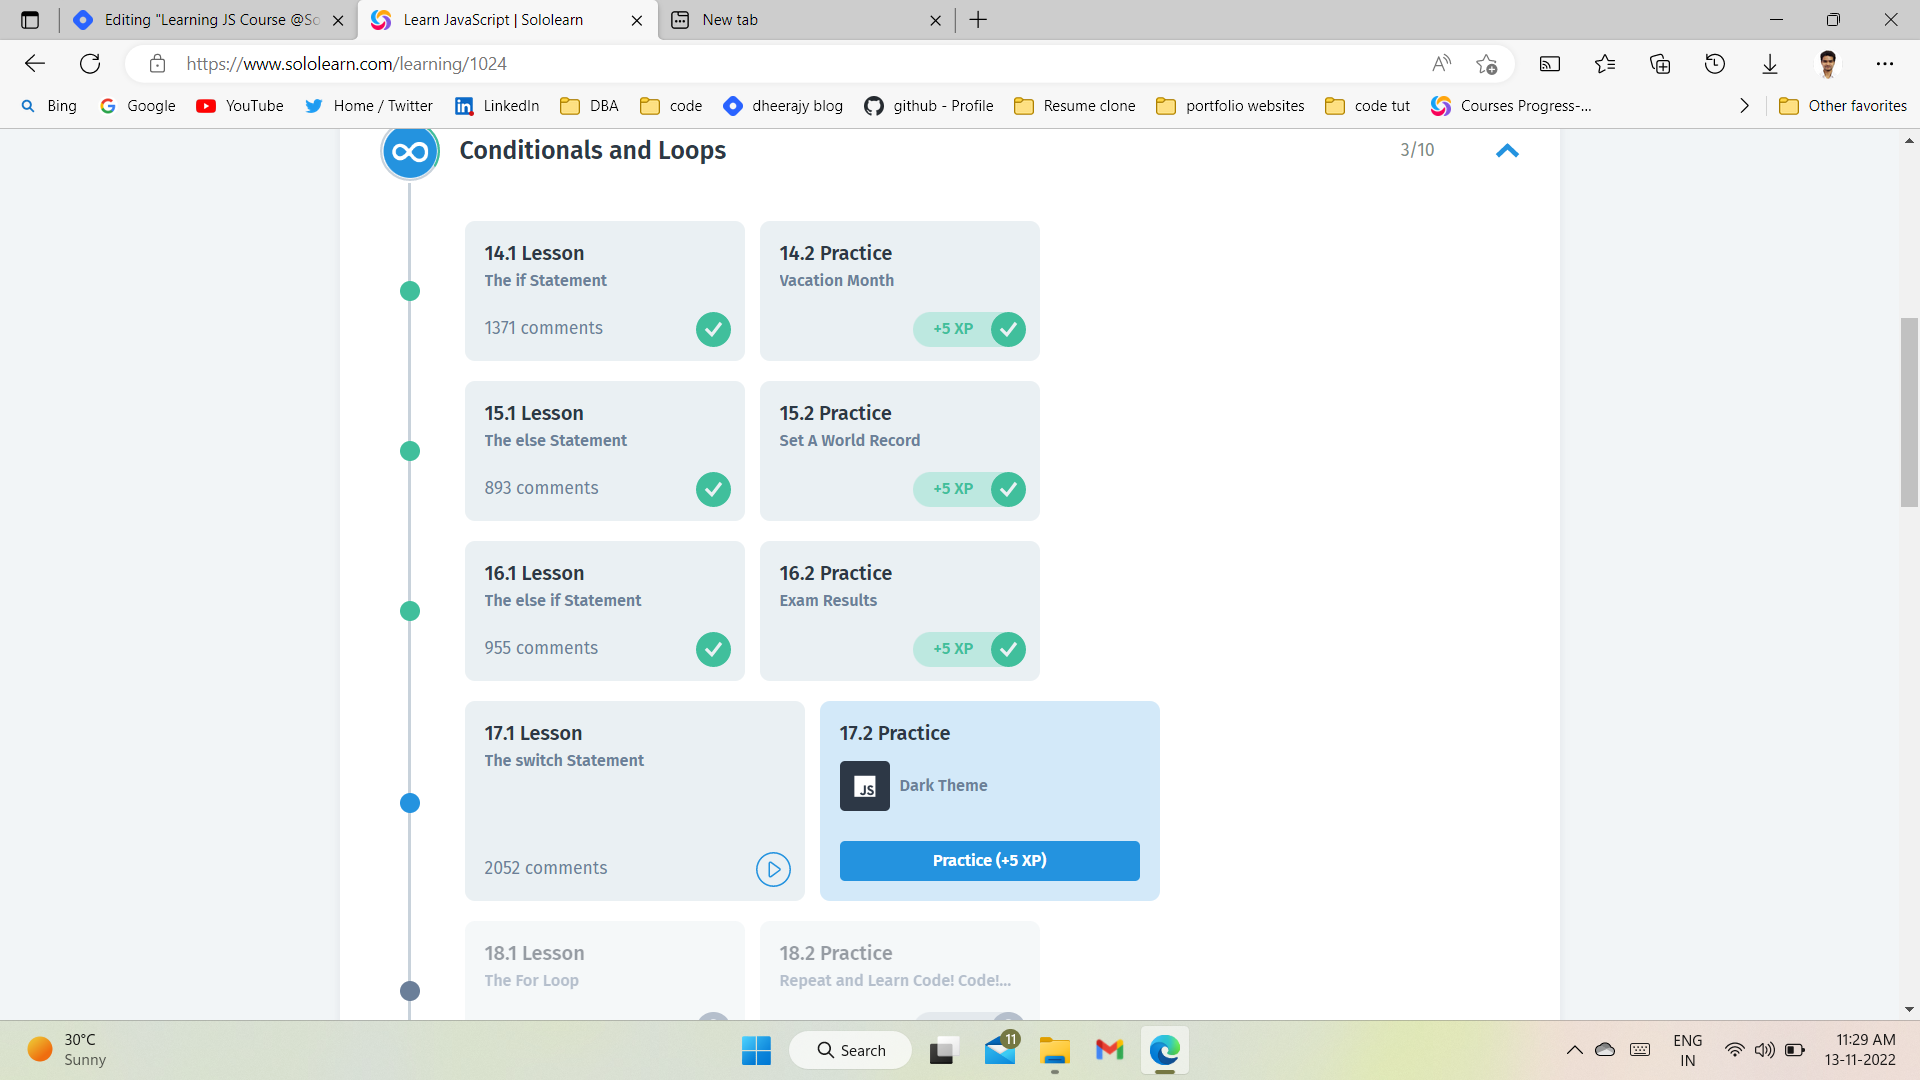 Editing "Learning JS Course @So
Learn JavaScript | Sololearn
New tab
https://www.sololearn.com/learning/1024
Bing
Google
YouTube
Home / Twitter
LinkedIn
DBA
code
dheerajy blog
github - Profile
Resume clone
portfolio websites
code tut
Courses Progress-...
Other favorites
Conditionals and Loops
3/10
14.1 Lesson
The if Statement
1371 comments
14.2 Practice
Vacation Month
+5 XP
15.1 Lesson
The else Statement
893 comments
15.2 Practice
Set A World Record
+5 XP
16.1 Lesson
The else if Statement
955 comments
16.2 Practice
Exam Results
+5 XP
17.1 Lesson
The switch Statement
2052 comments
17.2 Practice
JS
Dark Theme
Practice (+5 XP)
18.1 Lesson
The For Loop
18.2 Practice
Repeat and Learn Code! Code!...
30°C
Sunny
Search
11
ENG
IN
11:29 AM
13-11-2022